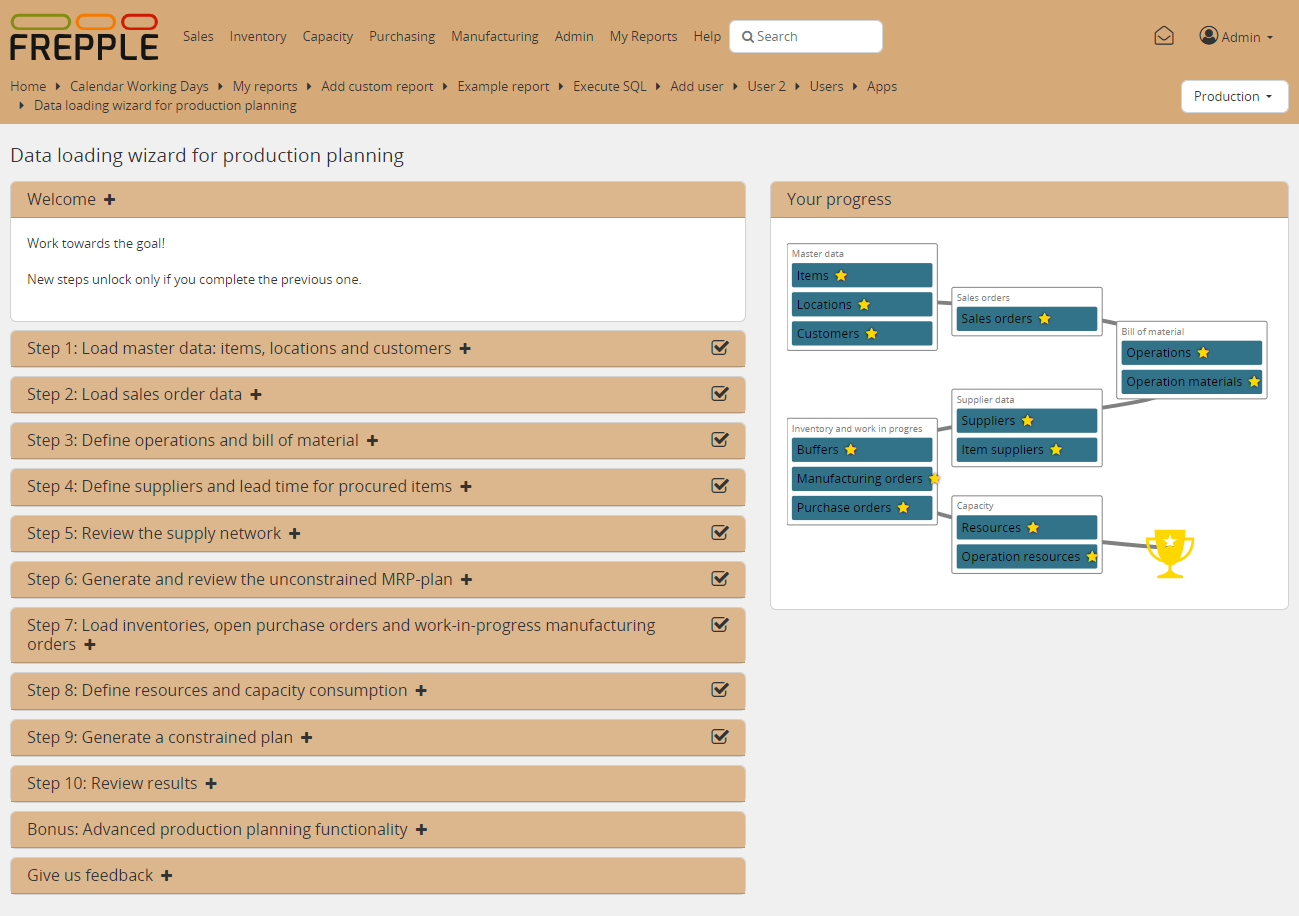 FREPPLE
Sales Inventory Capacity Purchasing Manufacturing Admin My Reports Help Search Admin
Home Calendar Working Days My reports Add custom report Example report Execute SQL Add user User 2 Users Apps
Data loading wizard for production planning
Production
Data loading wizard for production planning
Welcome
Work towards the goal!
New steps unlock only if you complete the previous one.
Step 1: Load master data: items, locations and customers
Step 2: Load sales order data
Step 3: Define operations and bill of material
Step 4: Define suppliers and lead time for procured items
Step 5: Review the supply network
Step 6: Generate and review the unconstrained MRP-plan
Step 7: Load inventories, open purchase orders and work-in-progress manufacturing
orders
Step 8: Define resources and capacity consumption
Step 9: Generate a constrained plan
Step 10: Review results
Bonus: Advanced production planning functionality
Give us feedback
Your progress
Master data
Items
Locations
Customers
Sales orders
Sales orders
Bill of material
Operations
Operation materials
Supplier data
Suppliers
Item suppliers
Inventory and work in progres
Buffers
Manufacturing orders
Purchase orders
Capacity
Resources
Operation resources